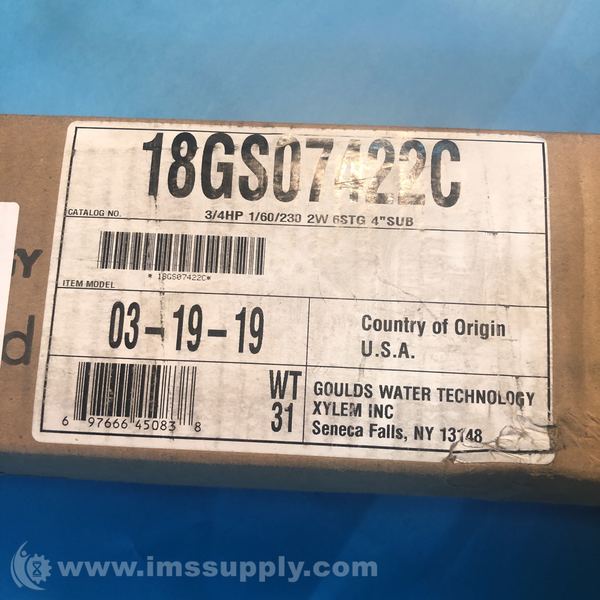 18GS07422C
CATALOG NO.
3/4HP 1/60/230 2W 6STG 4"SUB
* 18GS07422C*
ITEM MODEL
03-19-19
Country of Origin
U.S.A.
6 97666 45083 8
WT
31
GOULDS WATER TECHNOLOGY
XYLEM INC
Seneca Falls, NY 13148
GY
d
www.imssupply.com